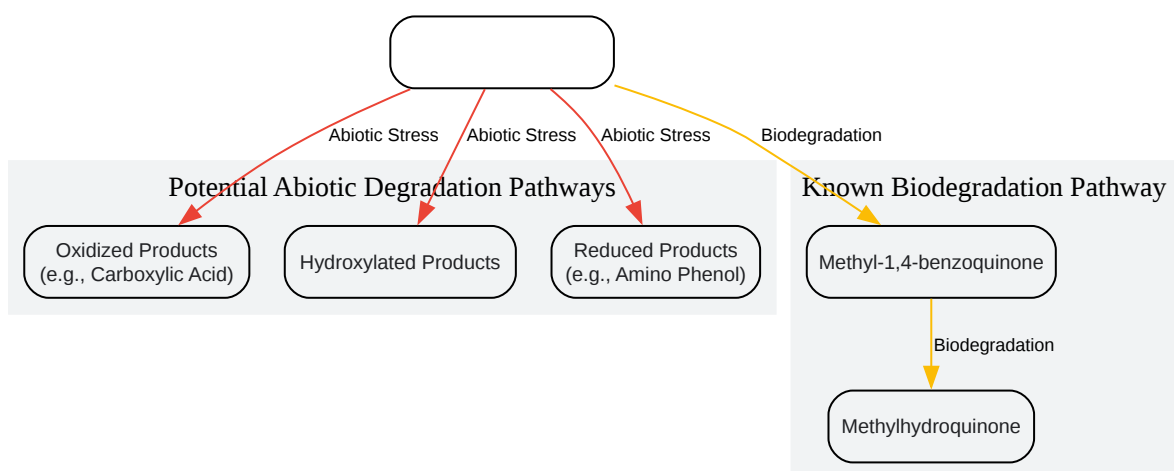 Abiotic Stress
Abiotic Stress
Abiotic Stress
Biodegradation
Potential Abiotic Degradation Pathways
Known Biodegradation Pathway
Oxidized Products
(e.g., Carboxylic Acid)
Hydroxylated Products
Reduced Products
(e.g., Amino Phenol)
Methyl-1,4-benzoquinone
Biodegradation
Methylhydroquinone